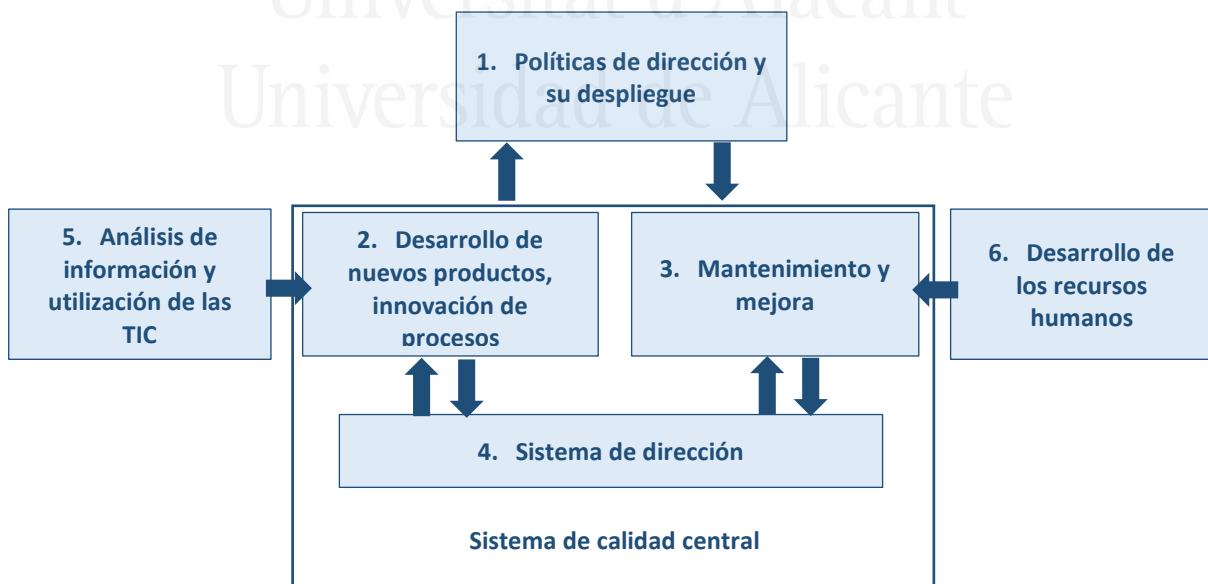 Universitat d'Alacant
Universidad de Alicante
1. Políticas de dirección y
su despliegue
5. Análisis de
información y
utilización de las
TIC
2. Desarrollo de
nuevos productos,
innovación de
procesos
3. Mantenimiento y
mejora
6. Desarrollo de
los recursos
humanos
4. Sistema de dirección
Sistema de calidad central